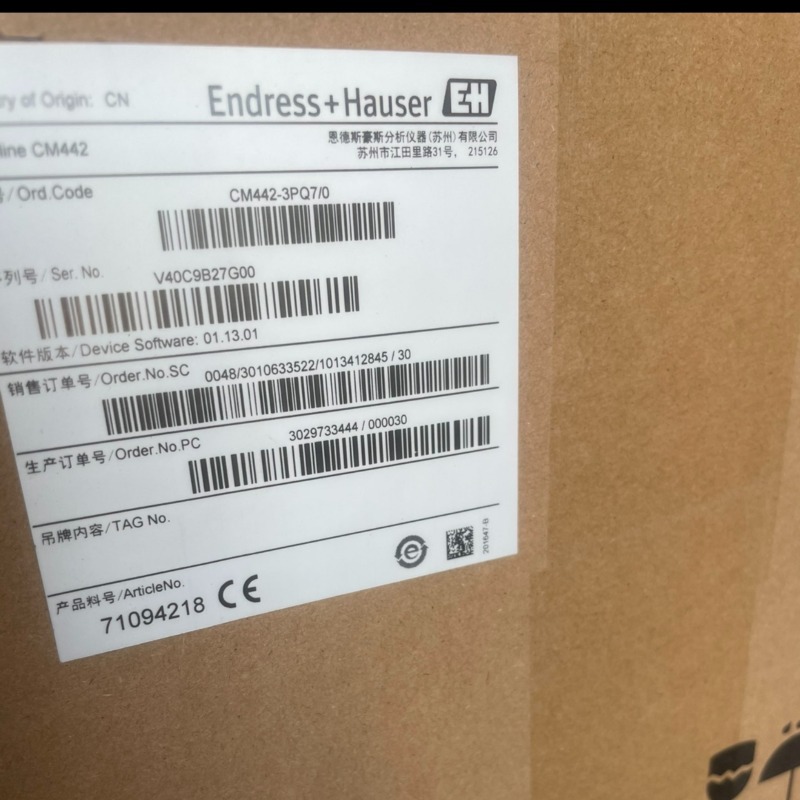 ry of Origin: CN
Endress+Hauser EH
恩德斯豪斯分析仪器(苏州)有限公司
苏州市江田里路31号, 215126
line CM442
号/Ord.Code
CM442-3PQ7/0
列号/Ser. No.
V40C9B27G00
软件版本/Device Software: 01.13.01
销售订单号/Order.No.SC
0048/3010633522/1013412845 / 30
生产订单号/Order.No.PC
3029733444 / 000030
吊牌内容/TAG No.
201647-B
产品料号/ArticleNo.
71094218 CE